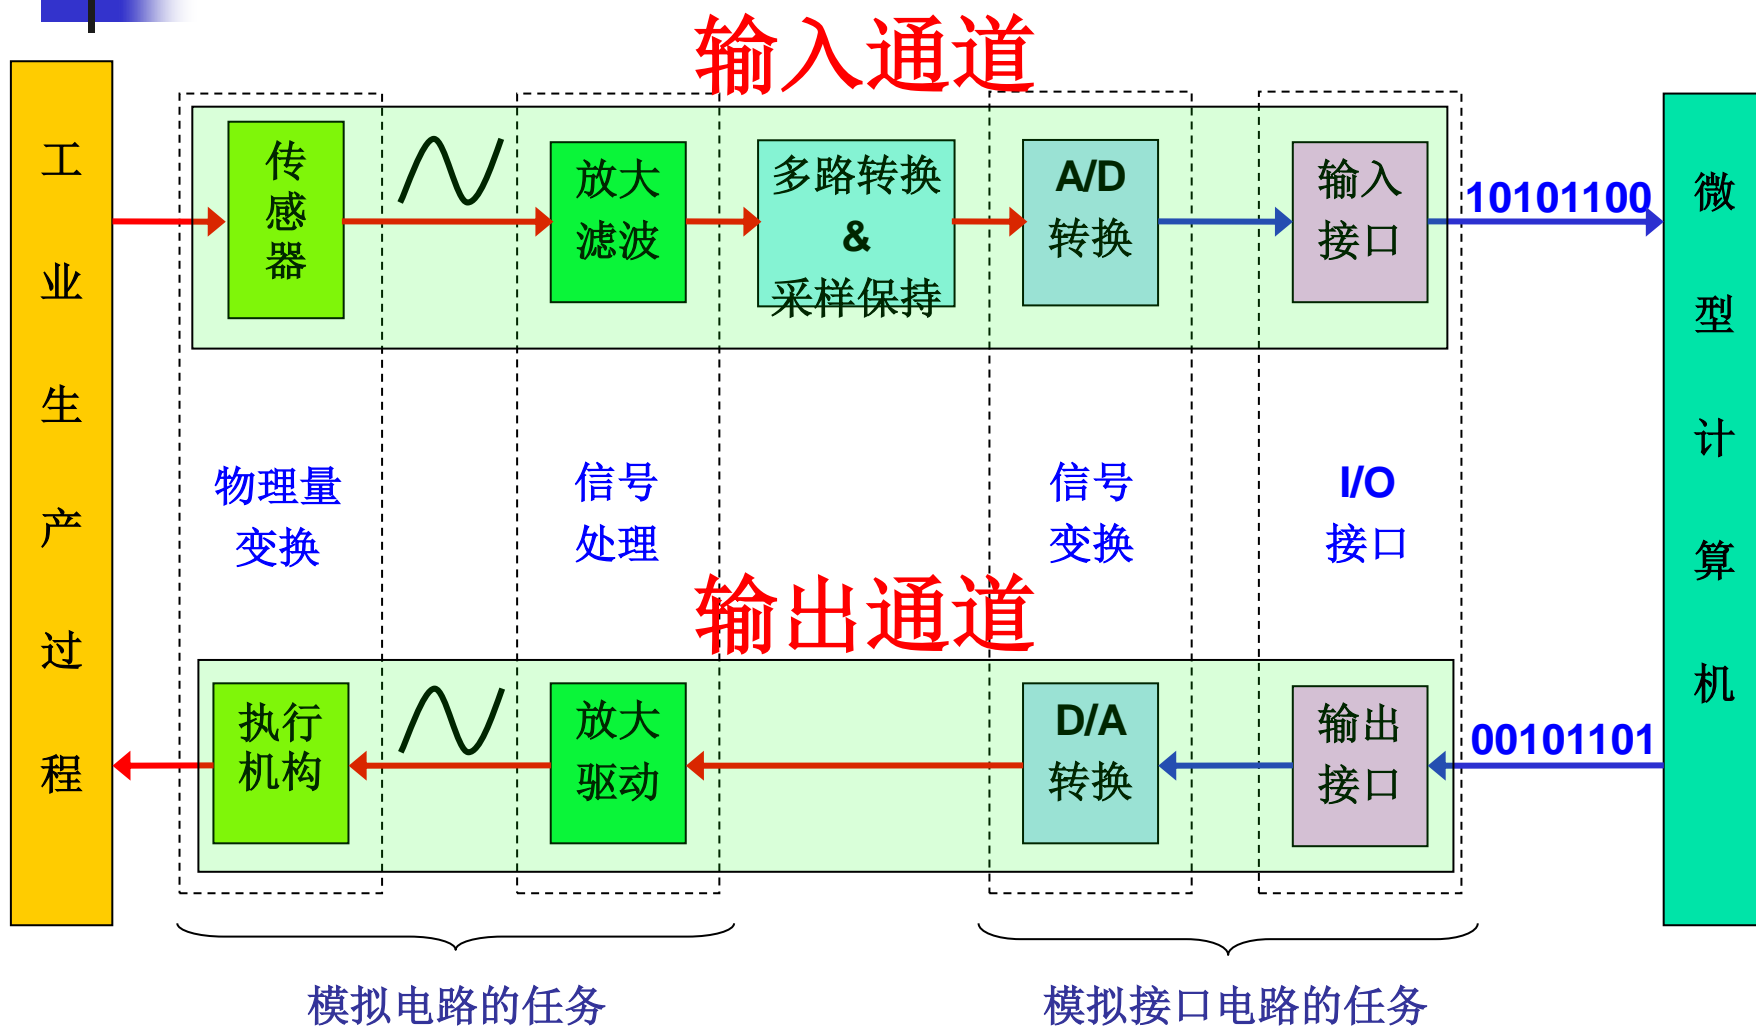 输入通道
工业生产过程
传
感
器
放大
滤波
多路转换
&
采样保持
A/D
转换
输入
接口
10101100
微型计算机
物理量
变换
信号
处理
信号
变换
I/O
接口
输出通道
执行
机构
放大
驱动
D/A
转换
输出
接口
00101101
模拟电路的任务
模拟接口电路的任务